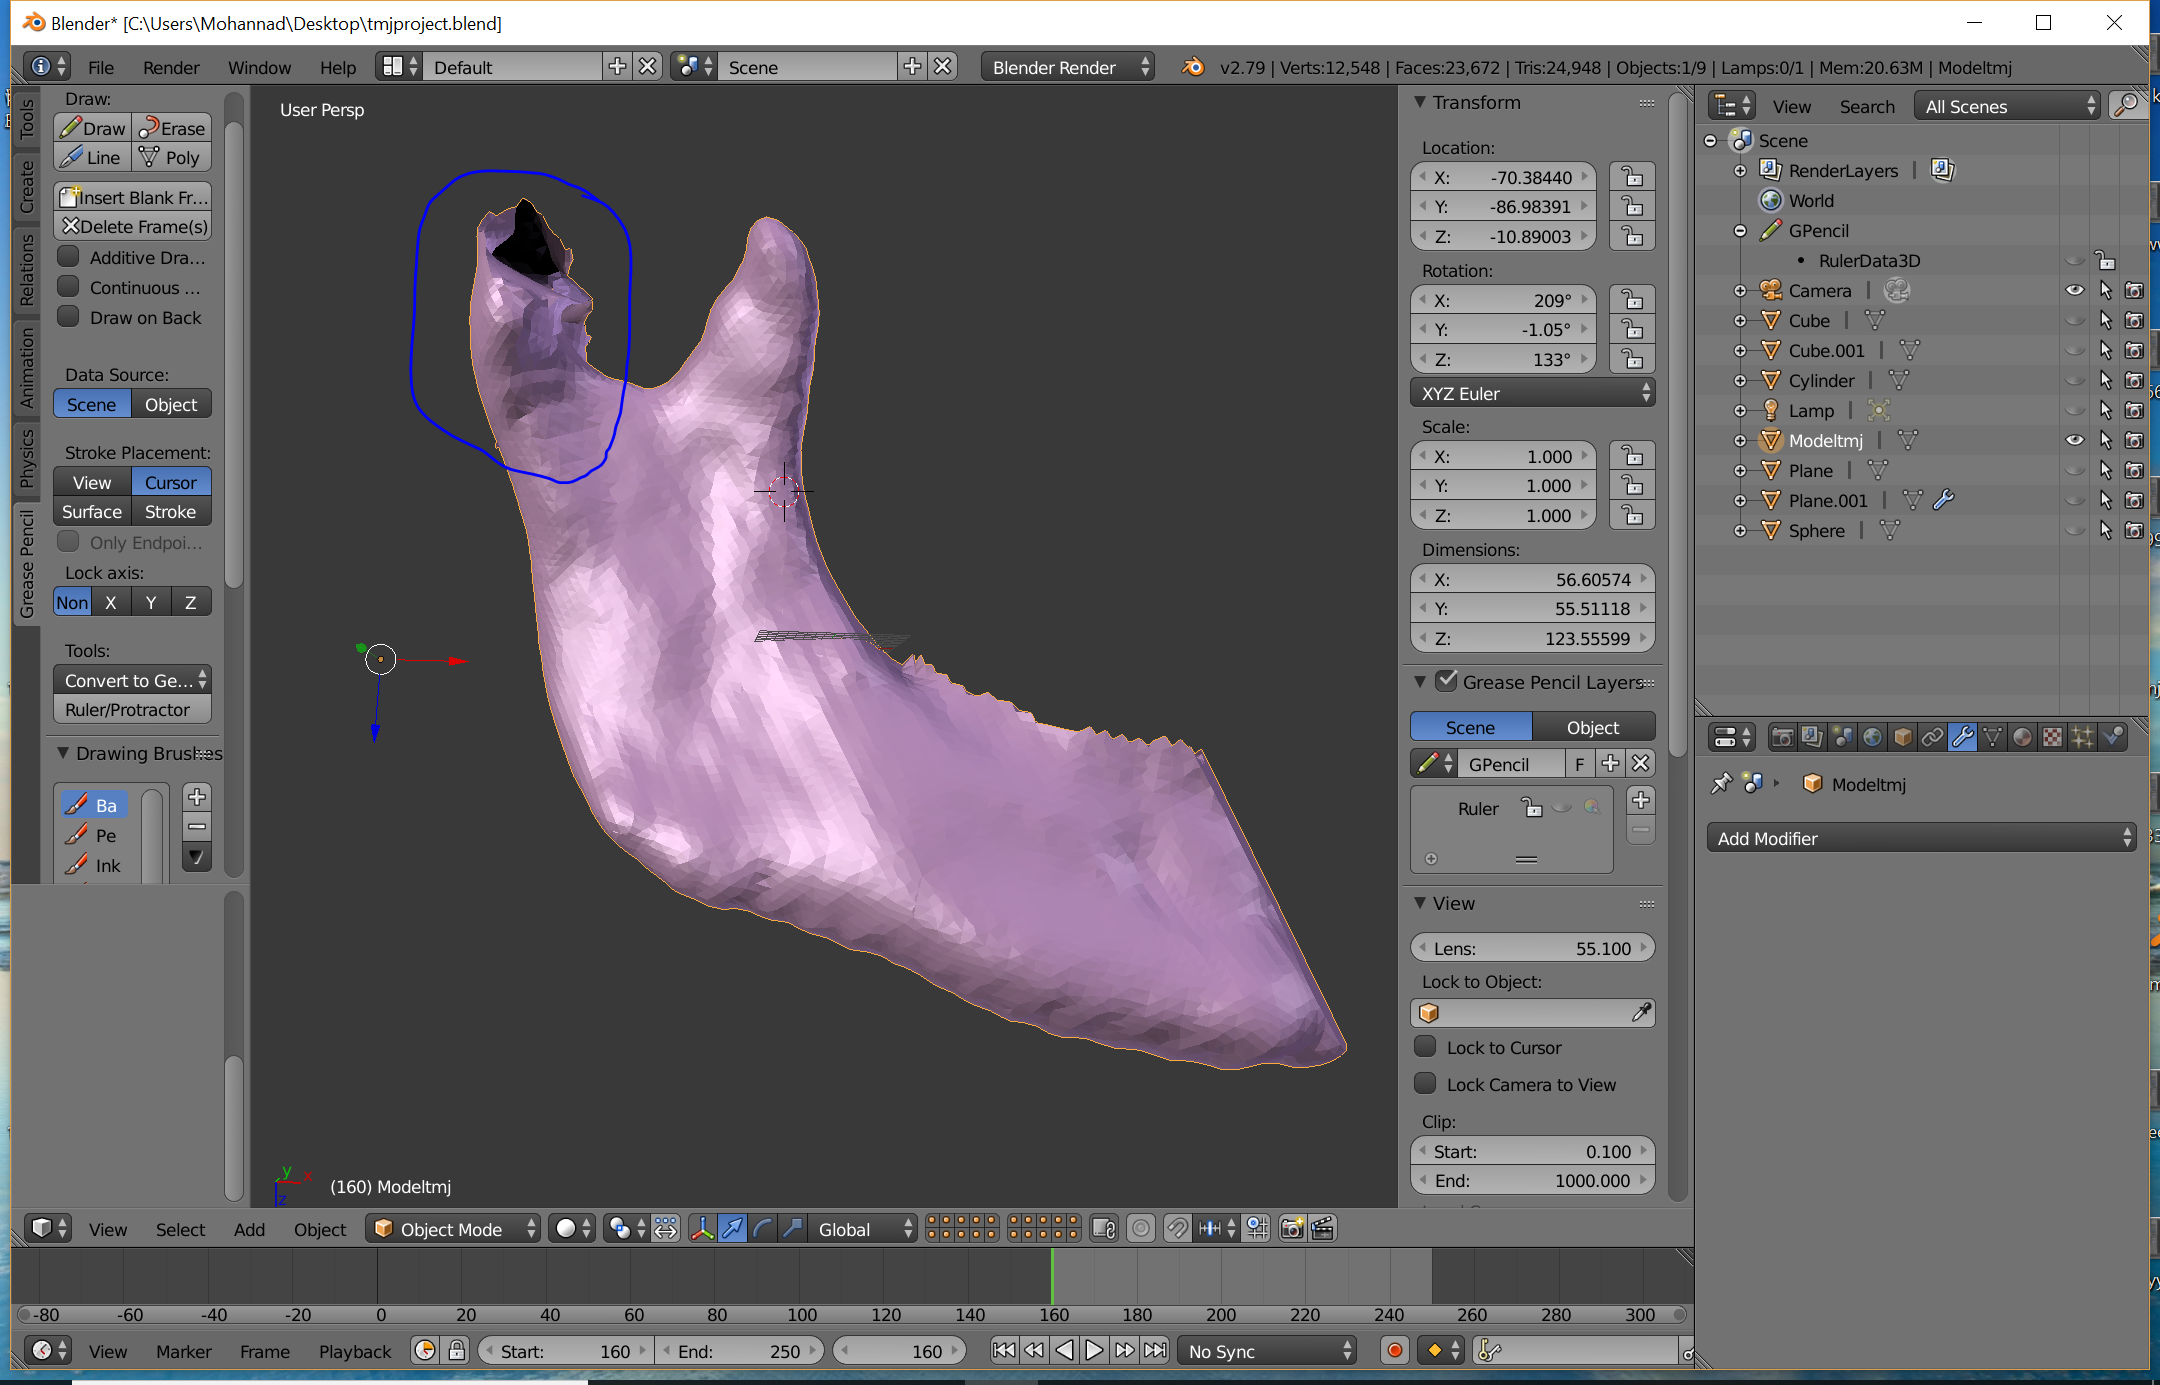 Blender* [C:\Users\Mohannad\Desktop\tmjproject.blend]
File Render Window Help Default Scene Blender Render v2.79 | Verts:12,548 | Faces:23,672 | Tris:24,948 | Objects:1/9 | Lamps:0/1 | Mem:20.63M | Modeltmj
Tools
Create
Relations
Animation
Physics
Grease Pencil
Draw:
Draw Erase
Line Poly
Insert Blank Fr...
Delete Frame(s)
Additive Dra...
Continuous ...
Draw on Back
Data Source:
Scene Object
Stroke Placement:
View Cursor
Surface Stroke
Only Endpoi...
Lock axis:
Non X Y Z
Tools:
Convert to Ge...
Ruler/Protractor
Drawing Brushes
Ba
Pe
Ink
User Persp
y x
z
(160) Modeltmj
Transform
Location:
X: -70.38440
Y: -86.98391
Z: -10.89003
Rotation:
X: 209°
Y: -1.05°
Z: 133°
XYZ Euler
Scale:
X: 1.000
Y: 1.000
Z: 1.000
Dimensions:
X: 56.60574
Y: 55.51118
Z: 123.55599
Grease Pencil Layers
Scene Object
GPencil F
Ruler
View
Lens: 55.100
Lock to Object:
Lock to Cursor
Lock Camera to View
Clip:
Start: 0.100
End: 1000.000
View Search All Scenes
Scene
RenderLayers |
World
GPencil
RulerData3D
Camera |
Cube |
Cube.001 |
Cylinder |
Lamp |
Modeltmj |
Plane |
Plane.001 |
Sphere |
Modeltmj
Add Modifier
View Select Add Object Object Mode Global
-80 -60 -40 -20 0 20 40 60 80 100 120 140 160 180 200 220 240 260 280 300
View Marker Frame Playback Start: 160 End: 250 160 No Sync